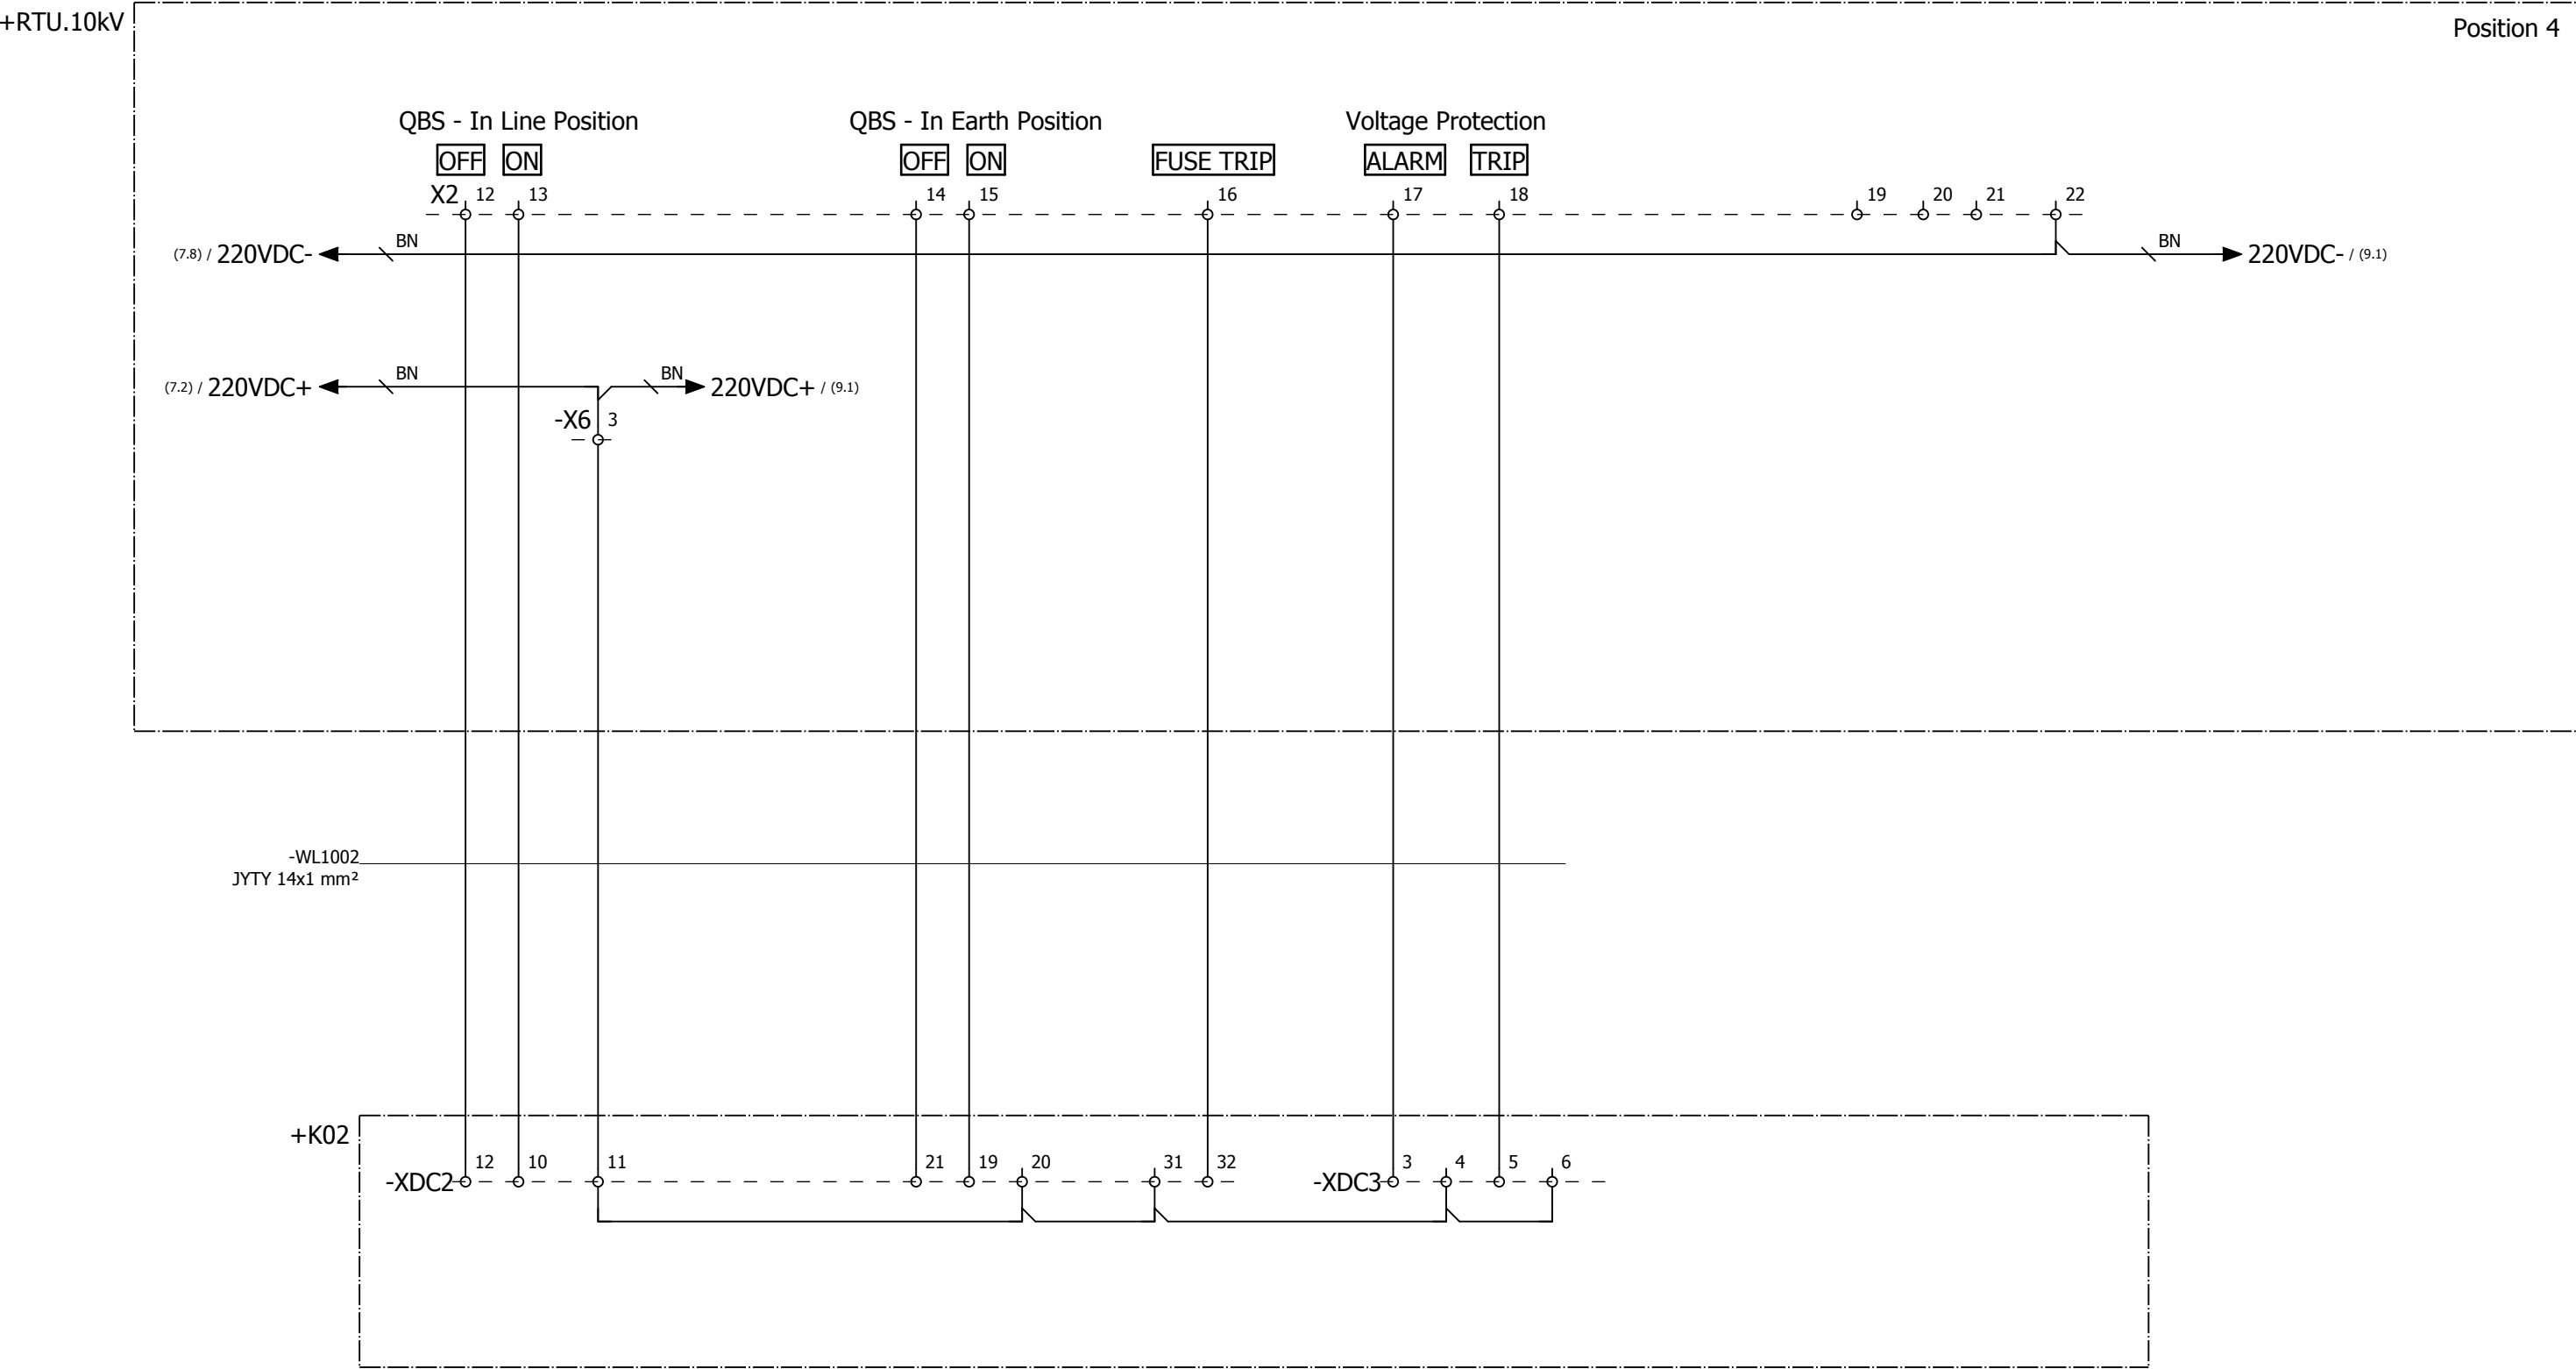 +RTU.10kV
Position 4
QBS - In Line Position
QBS - In Earth Position
Voltage Protection
OFF ON
OFF ON
FUSE TRIP
ALARM TRIP
X2 12 13 14 15 16 17 18 19 20 21 22
(7.8) / 220VDC- BN
BN 220VDC- / (9.1)
(7.2) / 220VDC+ BN
BN 220VDC+ / (9.1)
-X6 3
-WL1002
JYTY 14x1 mm²
+K02
-XDC2 12 10 11 21 19 20 31 32
-XDC3 3 4 5 6